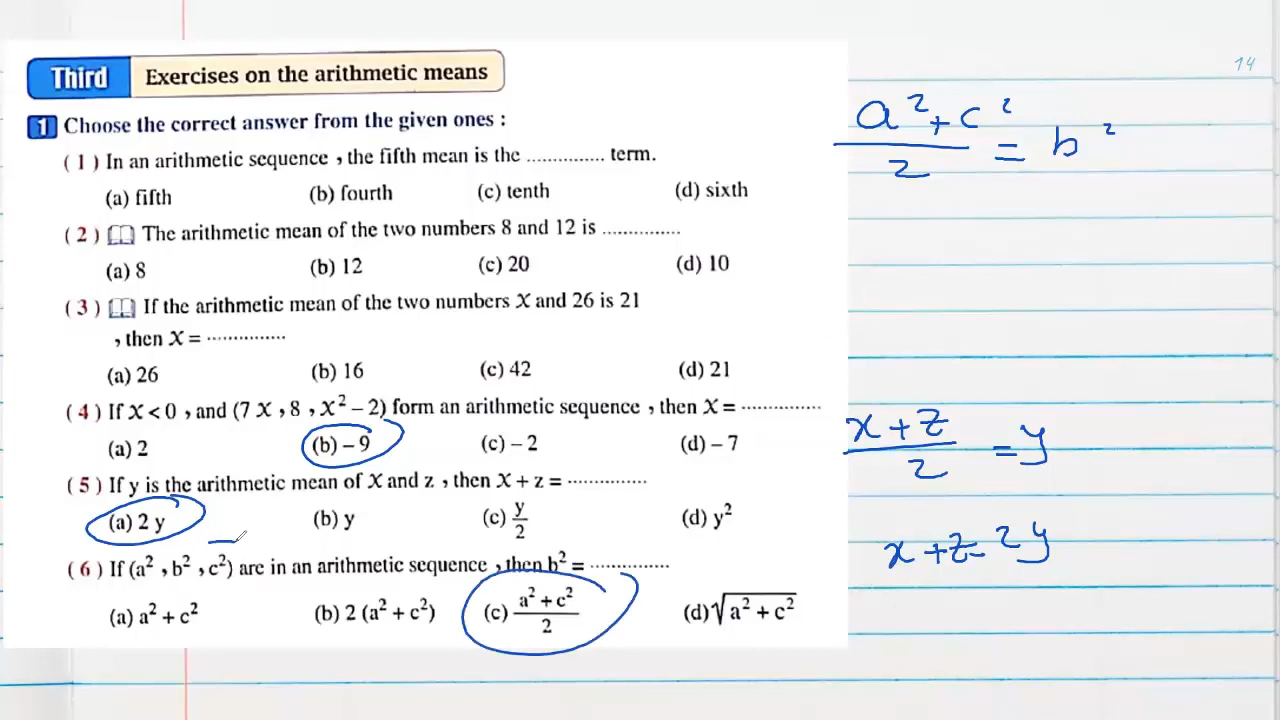 Third Exercises on the arithmetic means
14
1 Choose the correct answer from the given ones :
(1) In an arithmetic sequence , the fifth mean is the .............. term.
(a) fifth (b) fourth (c) tenth (d) sixth
(2) The arithmetic mean of the two numbers 8 and 12 is ..............
(a) 8 (b) 12 (c) 20 (d) 10
(3) If the arithmetic mean of the two numbers X and 26 is 21
, then X = ..............
(a) 26 (b) 16 (c) 42 (d) 21
(4) If X < 0 , and (7 X , 8 , X² – 2) form an arithmetic sequence , then X = ..............
(a) 2 (b) – 9 (c) – 2 (d) – 7
(5) If y is the arithmetic mean of X and z , then X + z = ..............
(a) 2 y (b) y (c) y/2 (d) y²
(6) If (a² , b² , c²) are in an arithmetic sequence , then b² = ..............
(a) a² + c² (b) 2 (a² + c²) (c) (a² + c²)/2 (d) √(a² + c²)
(a² + c²)/2 = b²
(x + z)/2 = y
x + z = 2y